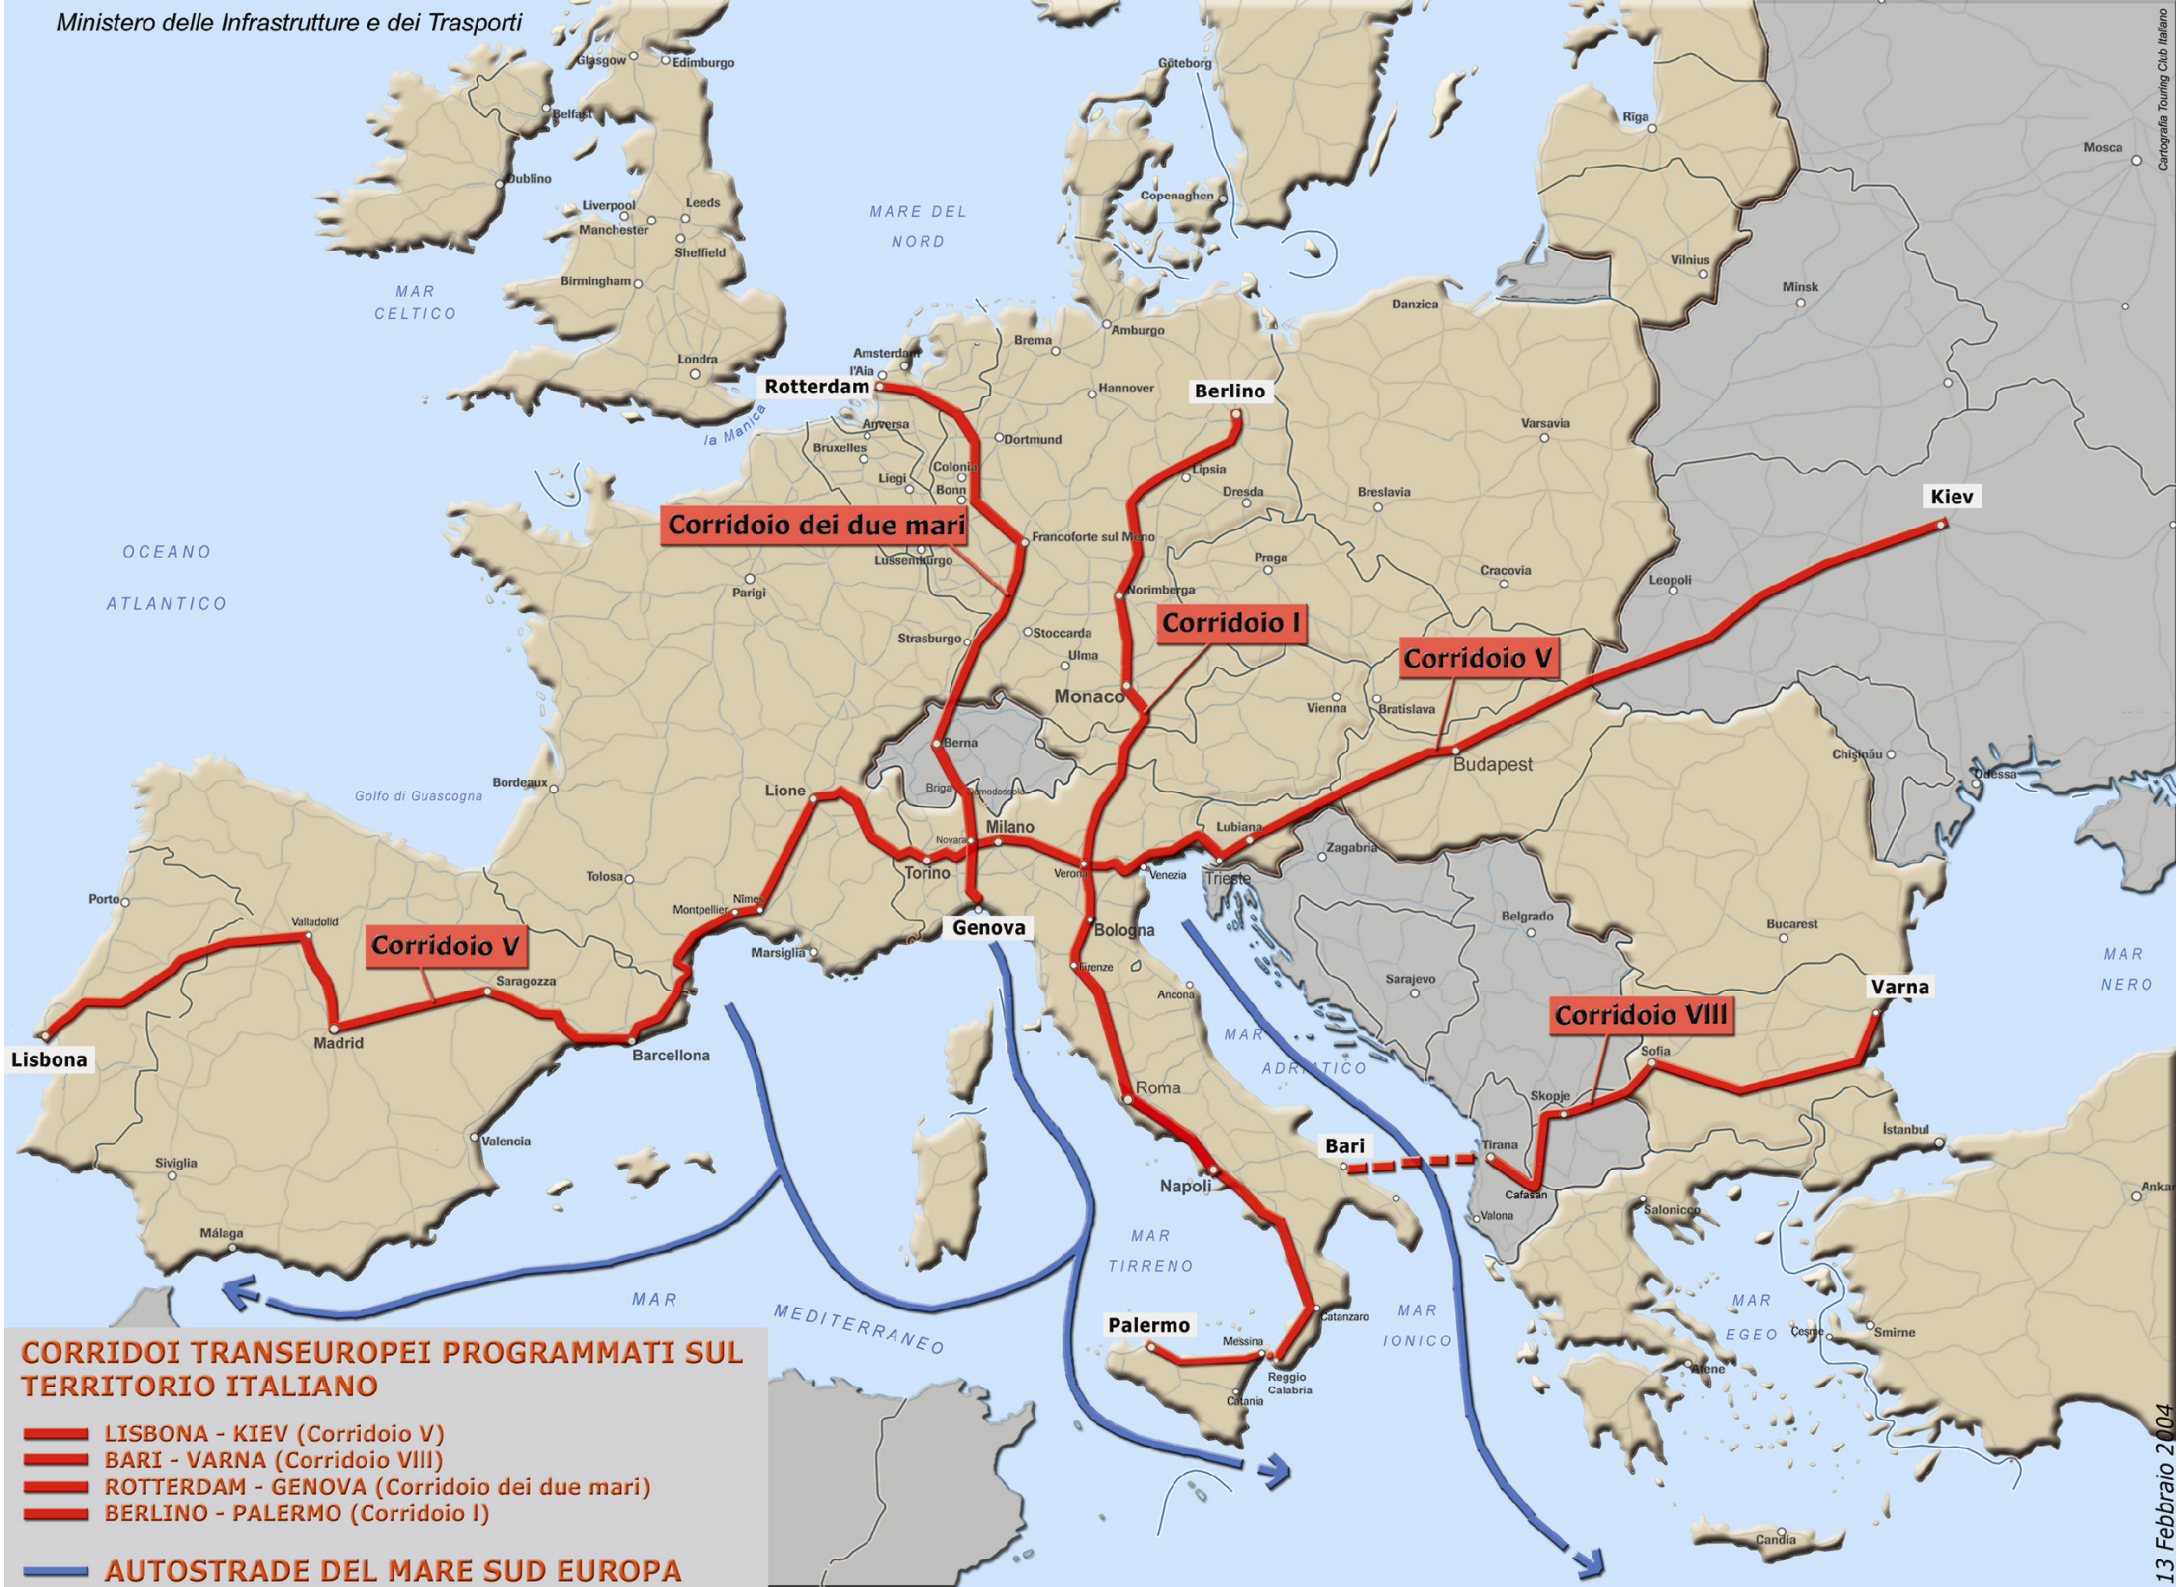 Ministero delle Infrastrutture e dei Trasporti
Cartografia Touring Club Italiano
Glasgow
Edimburgo
Göteborg
Belfast
Rīga
Mosca
Dublino
Copenaghen
Liverpool
Leeds
Manchester
Sheffield
MARE DEL
NORD
Vilnius
Birmingham
Minsk
MAR
CELTICO
Danzica
Amburgo
Brema
Londra
Amsterdam
l'Aia
Rotterdam
Hannover
Berlino
la Manica
Anversa
Dortmund
Varsavia
Bruxelles
Colonia
Lipsia
Liegi
Bonn
Dresda
Breslavia
Kiev
Corridoio dei due mari
Francoforte sul Meno
OCEANO
ATLANTICO
Lussemburgo
Praga
Cracovia
Leopoli
Parigi
Norimberga
Corridoio I
Strasburgo
Stoccarda
Ulma
Corridoio V
Monaco
Vienna
Bratislava
Berna
Budapest
Chişinău
Odessa
Bordeaux
Golfo di Guascogna
Lione
Briga
Domodossola
Novara
Milano
Lubiana
Zagabria
Torino
Verona
Venezia
Trieste
Tolosa
Porto
Montpellier
Nîmes
Valladolid
Genova
Bologna
Belgrado
Bucarest
Corridoio V
Marsiglia
Firenze
MAR
NERO
Saragozza
Ancona
Sarajevo
Varna
Corridoio VIII
Madrid
Barcellona
Lisbona
MAR
ADRIATICO
Sofia
Roma
Skopje
Valencia
Bari
Tirana
İstanbul
Siviglia
Napoli
Cafasan
Ankar
Valona
Salonicco
Málaga
MAR
TIRRENO
MAR
MEDITERRANEO
MAR
IONICO
MAR
EGEO
Palermo
Catanzaro
Messina
Çeşme
Smirne
Reggio
Calabria
Atene
Catania
Candia
13 Febbraio 2004
CORRIDOI TRANSEUROPEI PROGRAMMATI SUL
TERRITORIO ITALIANO
LISBONA - KIEV (Corridoio V)
BARI - VARNA (Corridoio VIII)
ROTTERDAM - GENOVA (Corridoio dei due mari)
BERLINO - PALERMO (Corridoio I)
AUTOSTRADE DEL MARE SUD EUROPA